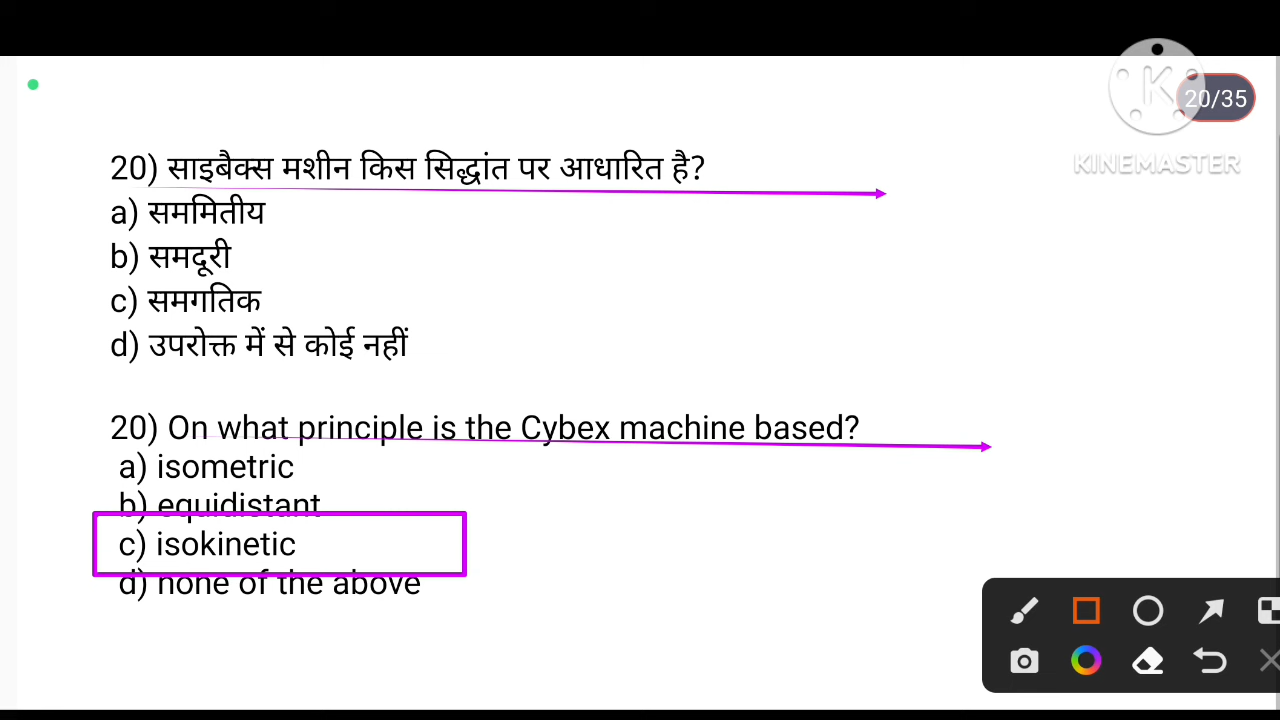 20/35
KINEMASTER
20) साइबैक्स मशीन किस सिद्धांत पर आधारित है?
a) सममितीय
b) समदूरी
c) समगतिक
d) उपरोक्त में से कोई नहीं
20) On what principle is the Cybex machine based?
a) isometric
b) equidistant
c) isokinetic
d) none of the above